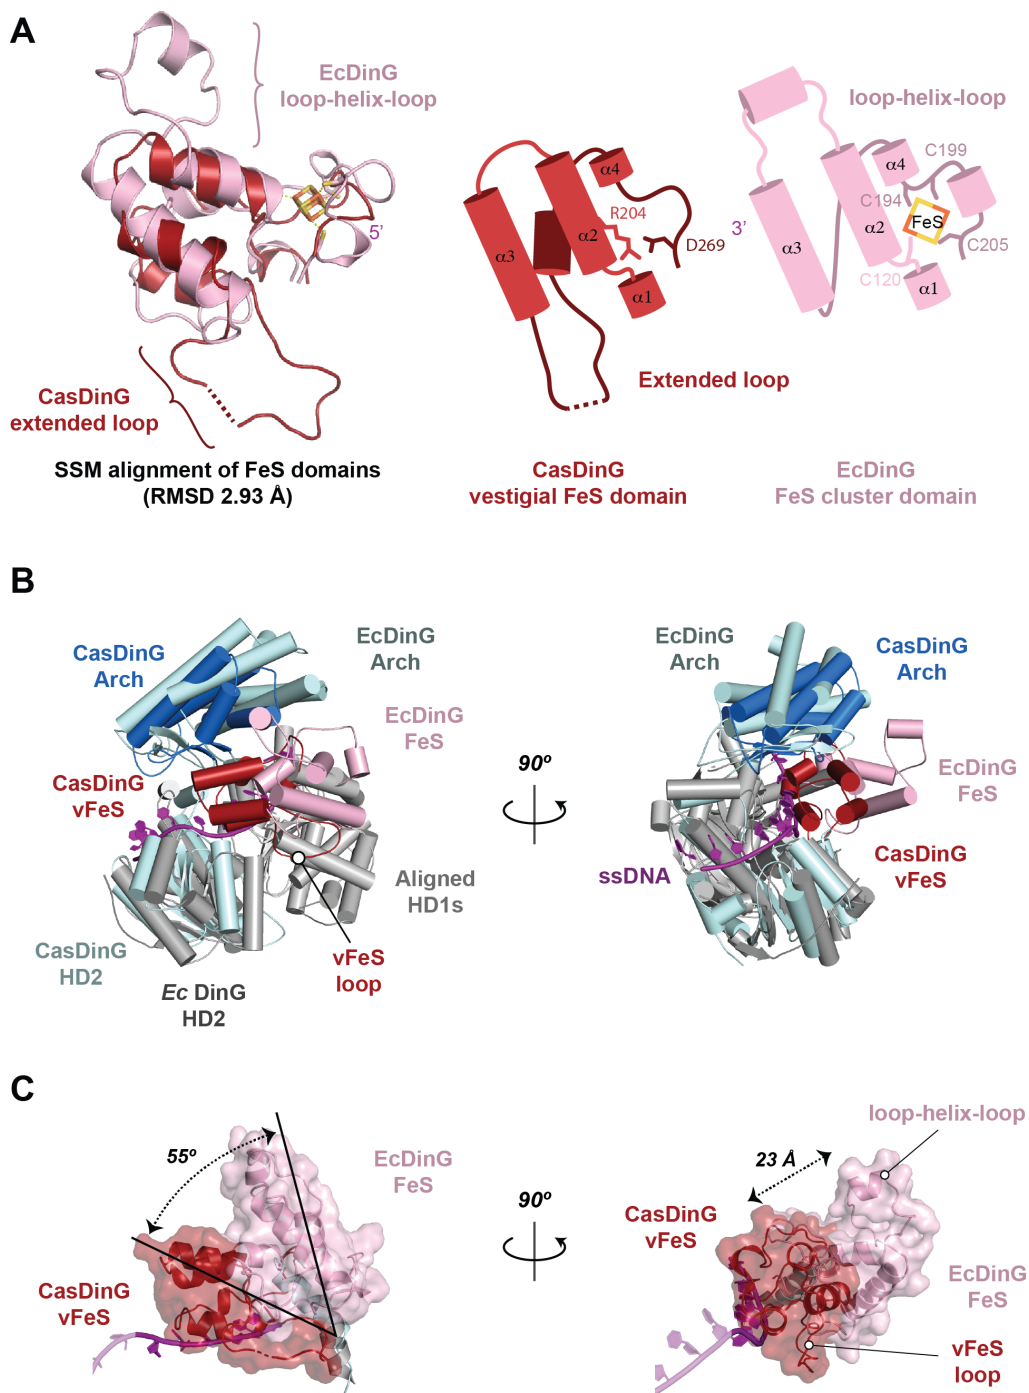 A
EcDinG
loop-helix-loop
5'
CasDinG
extended loop
SSM alignment of FeS domains
(RMSD 2.93 Å)
α4
R204
α2
α3
D269
α1
Extended loop
CasDinG
vestigial FeS domain
loop-helix-loop
C199
α4
C194
3'
FeS
α2
α3
C205
C120
α1
EcDinG
FeS cluster domain
B
CasDinG
Arch
EcDinG
Arch
EcDinG
FeS
CasDinG
vFeS
Aligned
HD1s
CasDinG
HD2
vFeS
loop
Ec DinG
HD2
90º
EcDinG
Arch
CasDinG
Arch
EcDinG
FeS
ssDNA
CasDinG
vFeS
C
55º
EcDinG
FeS
CasDinG
vFeS
90º
loop-helix-loop
23 Å
CasDinG
vFeS
EcDinG
FeS
vFeS
loop